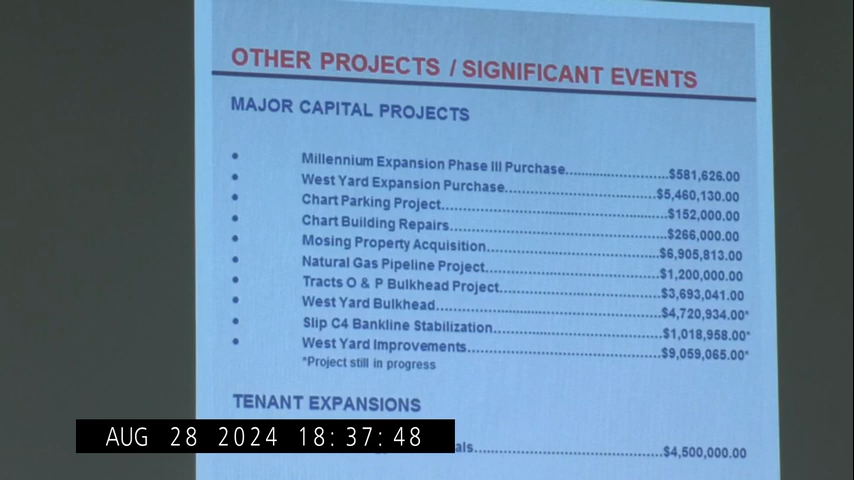 OTHER PROJECTS / SIGNIFICANT EVENTS
MAJOR CAPITAL PROJECTS
• Millennium Expansion Phase III Purchase........................$581,626.00
• West Yard Expansion Purchase...................................$5,460,130.00
• Chart Parking Project..................................................$152,000.00
• Chart Building Repairs................................................$266,000.00
• Mosing Property Acquisition.......................................$6,905,813.00
• Natural Gas Pipeline Project.......................................$1,200,000.00
• Tracts O & P Bulkhead Project....................................$3,693,041.00
• West Yard Bulkhead...................................................$4,720,934.00*
• Slip C4 Bankline Stabilization.....................................$1,018,958.00*
• West Yard Improvements...........................................$9,059,065.00*
*Project still in progress
TENANT EXPANSIONS
als...........................................$4,500,000.00
AUG 28 2024 18:37:48